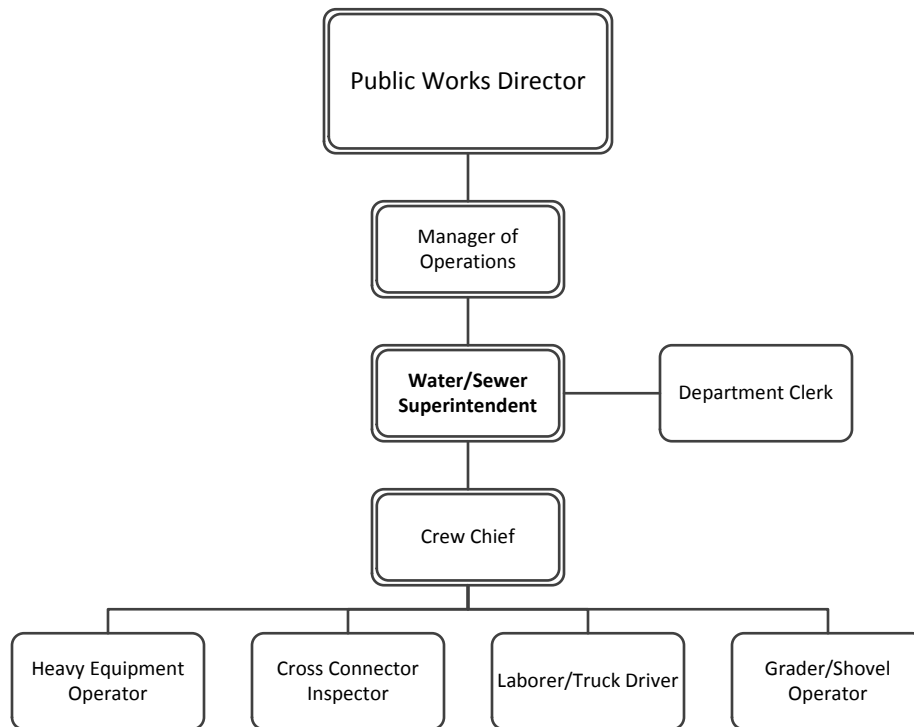 Public Works Director
Manager of
Operations
Water/Sewer
Superintendent
Department Clerk
Crew Chief
Heavy Equipment
Operator
Cross Connector
Inspector
Laborer/Truck Driver
Grader/Shovel
Operator